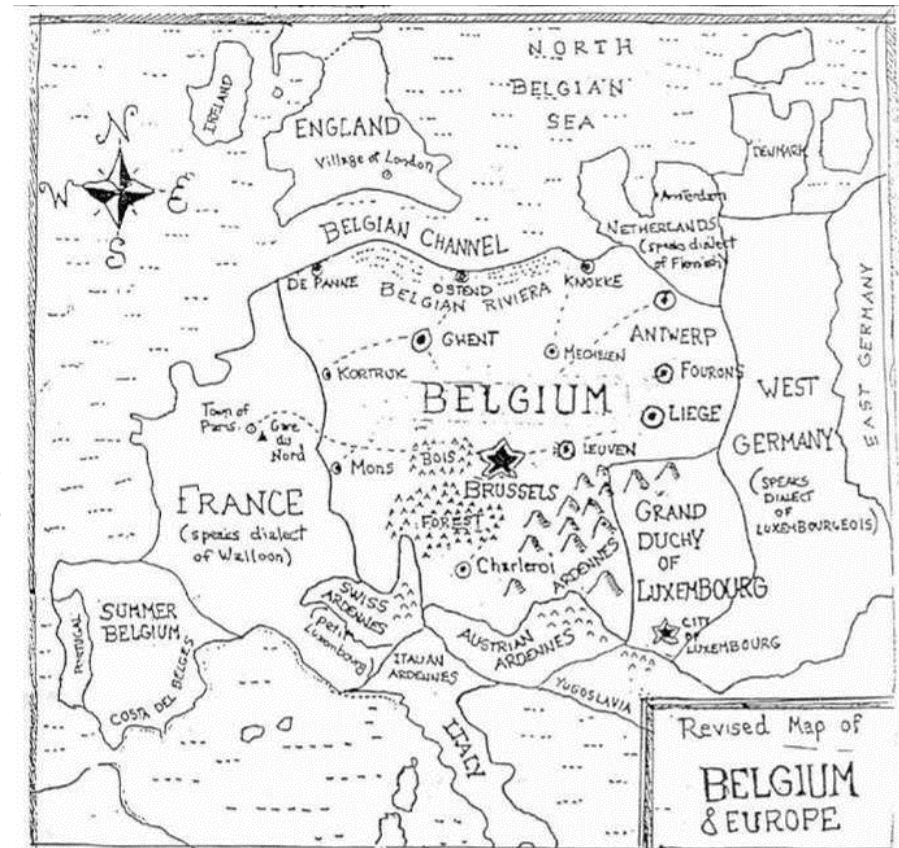 NORTH
BELGIAN
SEA
IRELAND
ENGLAND
Village of London
N
W
E
S
DENMARK
Amsterdam
NETHERLANDS
(speaks dialect
of Flemish)
BELGIAN CHANNEL
DE PANNE
OSTEND
KNOKKE
BELGIAN RIVIERA
GHENT
ANTWERP
MECHELEN
KORTRIJK
FOURONS
EAST GERMANY
BELGIUM
LIEGE
WEST
GERMANY
(SPEAKS
DIALECT
OF
LUXEMBOURGEOIS)
Town of
Paris
Gare
du
Nord
Mons
BOIS
LEUVEN
BRUSSELS
FRANCE
(speaks dialect
of Walloon)
FOREST
Charleroi
ARDENNES
GRAND
DUCHY
OF
LUXEMBOURG
CITY
OF
LUXEMBOURG
SWISS
ARDENNES
(pet.
Luxembourg)
SUMMER
BELGIUM
PORTUGAL
COSTA DEL BELGES
ITALIAN
ARDENNES
AUSTRIAN
ARDENNES
YUGOSLAVIA
ITALY
Revised Map of
BELGIUM
& EUROPE